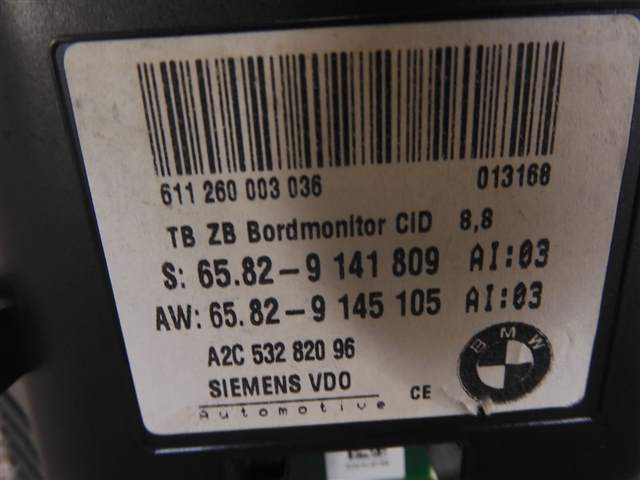 611 260 003 036 013168
TB ZB Bordmonitor CID 8,8
S: 65.82-9 141 809 AI:03
AW: 65.82-9 145 105 AI:03
A2C 532 820 96
SIEMENS VDO
Automotive CE
BMW